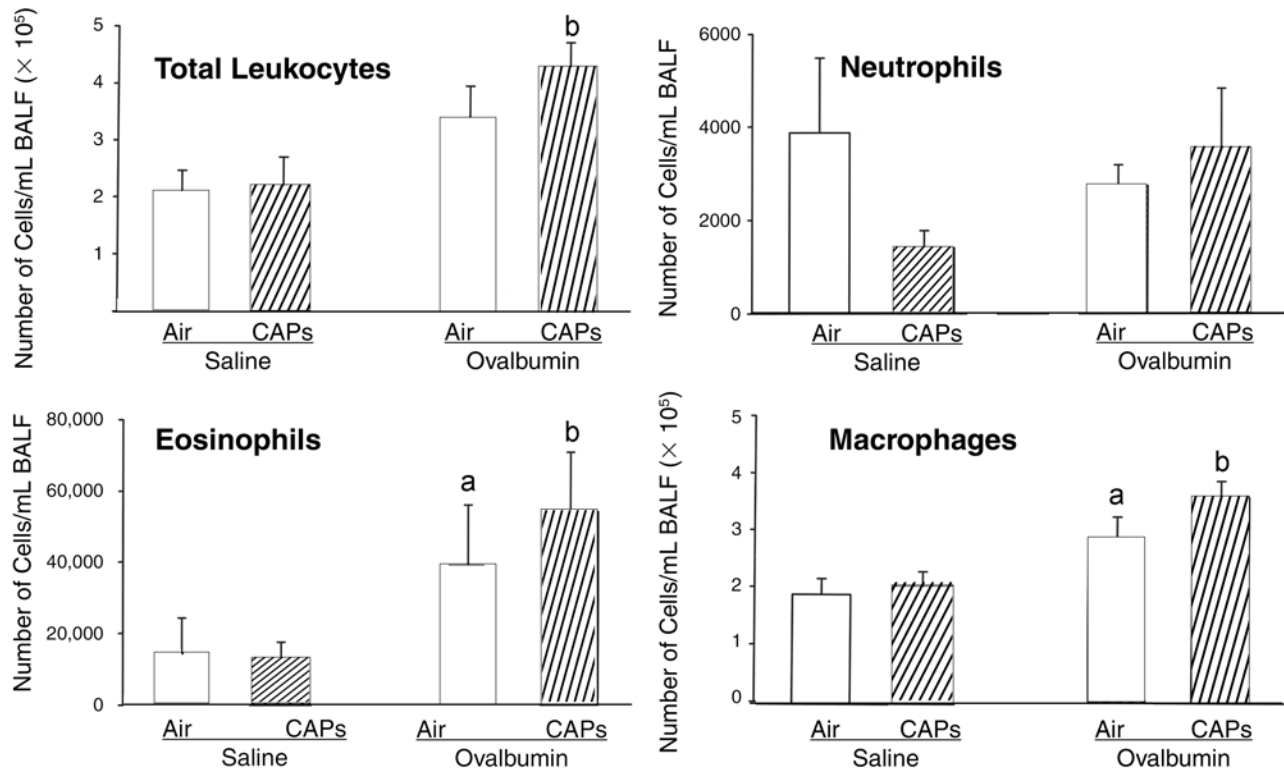 Number of Cells/mL BALF (× 10⁵)
Total Leukocytes
5
4
3
2
1
b
Air CAPs Air CAPs
Saline Ovalbumin
Number of Cells/mL BALF
Neutrophils
6000
4000
2000
0
Air CAPs Air CAPs
Saline Ovalbumin
Number of Cells/mL BALF
Eosinophils
80,000
60,000
40,000
20,000
0
a b
Air CAPs Air CAPs
Saline Ovalbumin
Number of Cells/mL BALF (× 10⁵)
Macrophages
5
4
3
2
1
0
a b
Air CAPs Air CAPs
Saline Ovalbumin